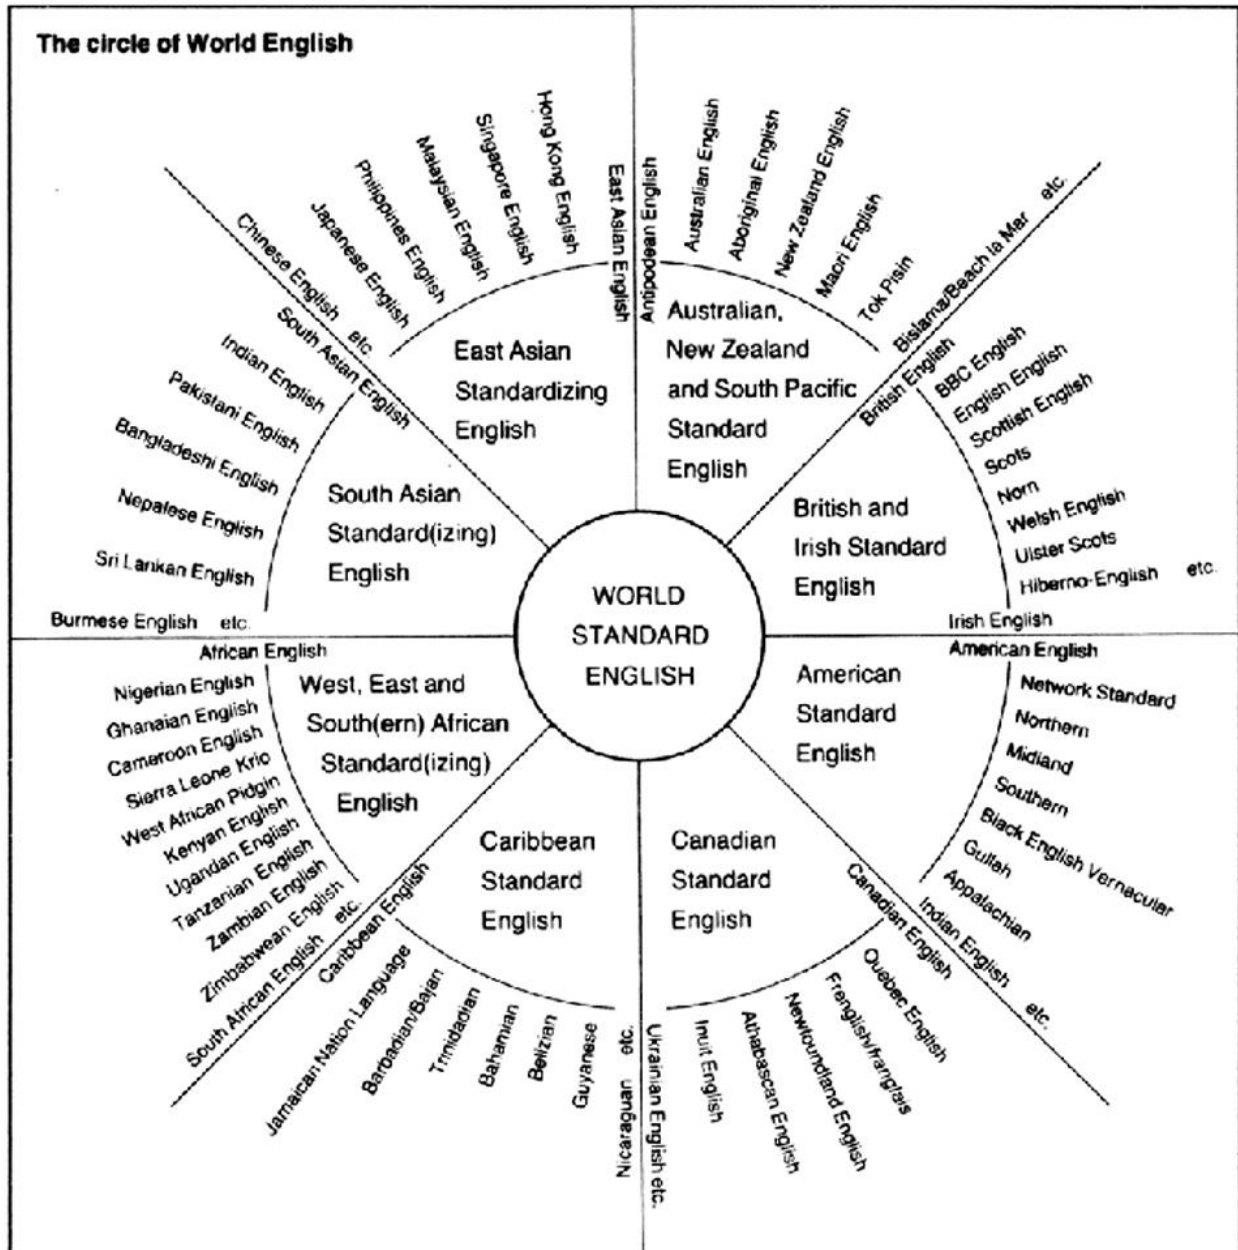 The circle of World English
WORLD
STANDARD
ENGLISH
Australian,
New Zealand
and South Pacific
Standard
English
Antipodean English
Australian English
Aboriginal English
New Zealand English
Maori English
Tok Pisin
Bislama/Beach la Mar etc.
British and
Irish Standard
English
British English
BBC English
English English
Scottish English
Scots
Norn
Welsh English
Ulster Scots
Hiberno-English etc.
Irish English
American
Standard
English
American English
Network Standard
Northern
Midland
Southern
Black English Vernacular
Gullah
Appalachian
Indian English etc.
Canadian
Standard
English
Canadian English
Quebec English
Frenglish/franglais
Newfoundland English
Athabascan English
Inuit English
Ukrainian English etc.
Caribbean
Standard
English
Caribbean English
Jamaican Nation Language
Barbadian/Bajan
Trinidadian
Bahamian
Belizian
Guyanese
Nicaraguan etc.
West, East and
South(ern) African
Standard(izing)
English
African English
Nigerian English
Ghanaian English
Cameroon English
Sierra Leone Krio
West African Pidgin
Kenyan English
Ugandan English
Tanzanian English
Zambian English
Zimbabwean English
South African English etc.
South Asian
Standard(izing)
English
South Asian English
Indian English
Pakistani English
Bangladeshi English
Nepalese English
Sri Lankan English
Burmese English etc.
East Asian
Standardizing
English
East Asian English
Hong Kong English
Singapore English
Malaysian English
Philippines English
Japanese English
Chinese English etc.